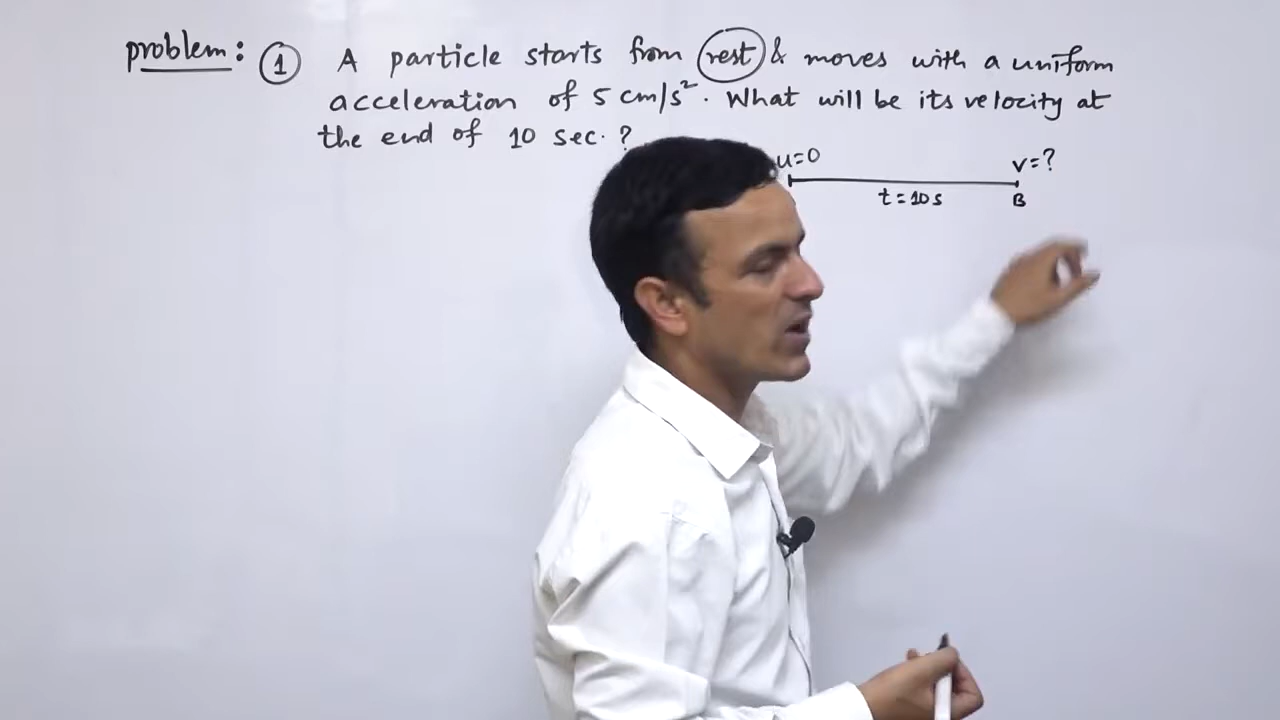 problem: ① A particle starts from rest & moves with a uniform
acceleration of 5 cm/s². What will be its velocity at
the end of 10 sec. ?
u=0 v=?
t=10s B